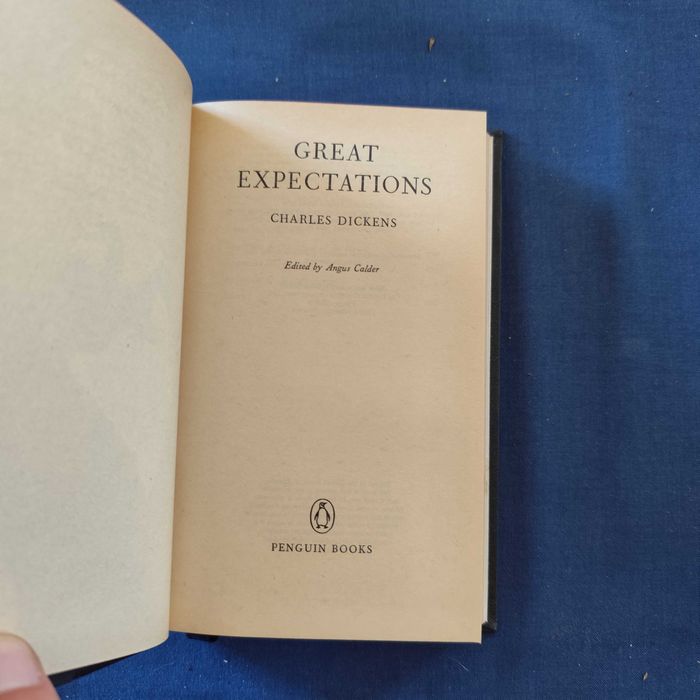 GREAT
EXPECTATIONS
CHARLES DICKENS
Edited by Angus Calder
PENGUIN BOOKS